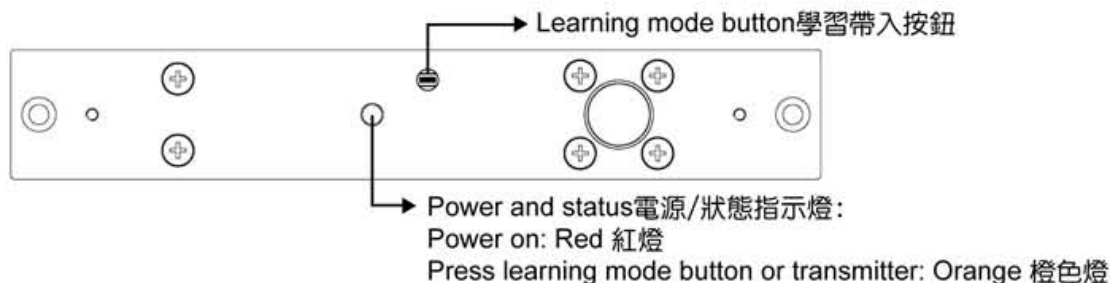 Learning mode button學習帶入按鈕
Power and status電源/狀態指示燈:
Power on: Red 紅燈
Press learning mode button or transmitter: Orange 橙色燈